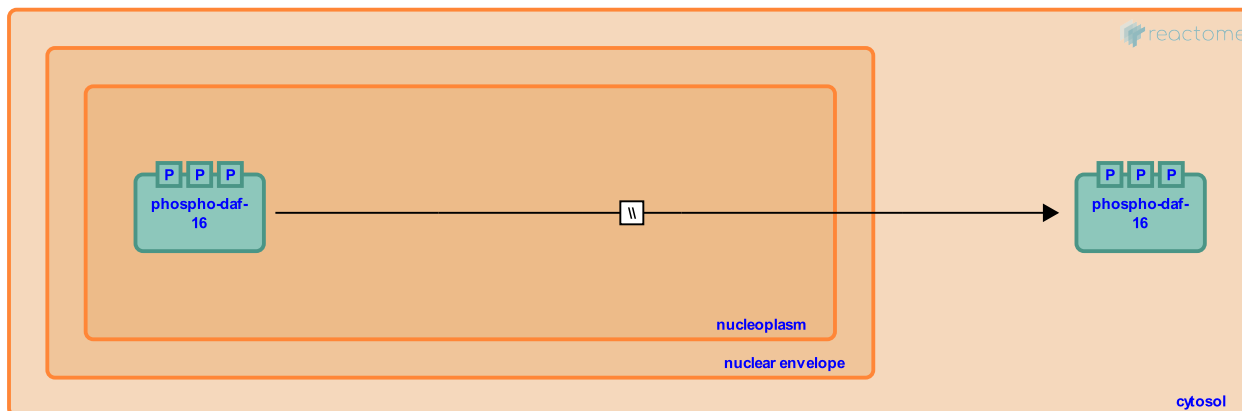 reactome
P P P
phospho-daf-
16
\\
P P P
phospho-daf-
16
nucleoplasm
nuclear envelope
cytosol